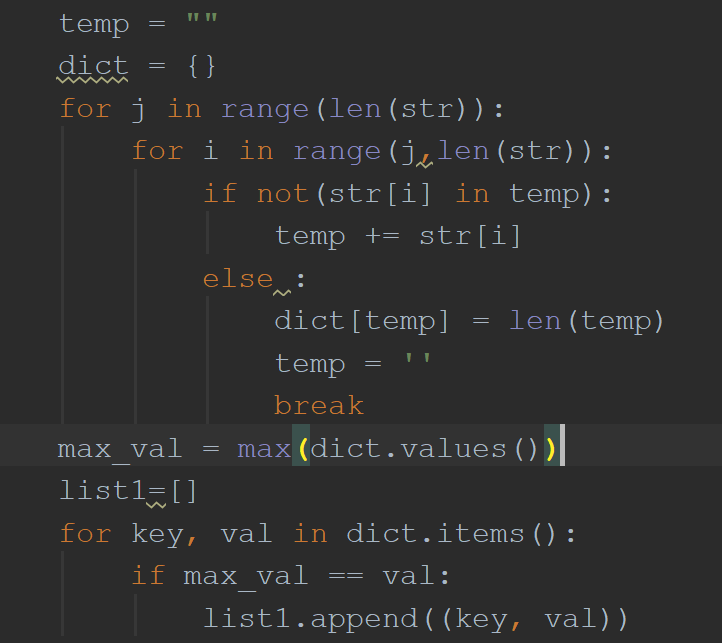 temp = ""
dict = {}
for j in range(len(str)):
    for i in range(j,len(str)):
        if not(str[i] in temp):
            temp += str[i]
        else :
            dict[temp] = len(temp)
            temp = ''
            break
max_val = max(dict.values())
list1=[]
for key, val in dict.items():
    if max_val == val:
        list1.append((key, val))